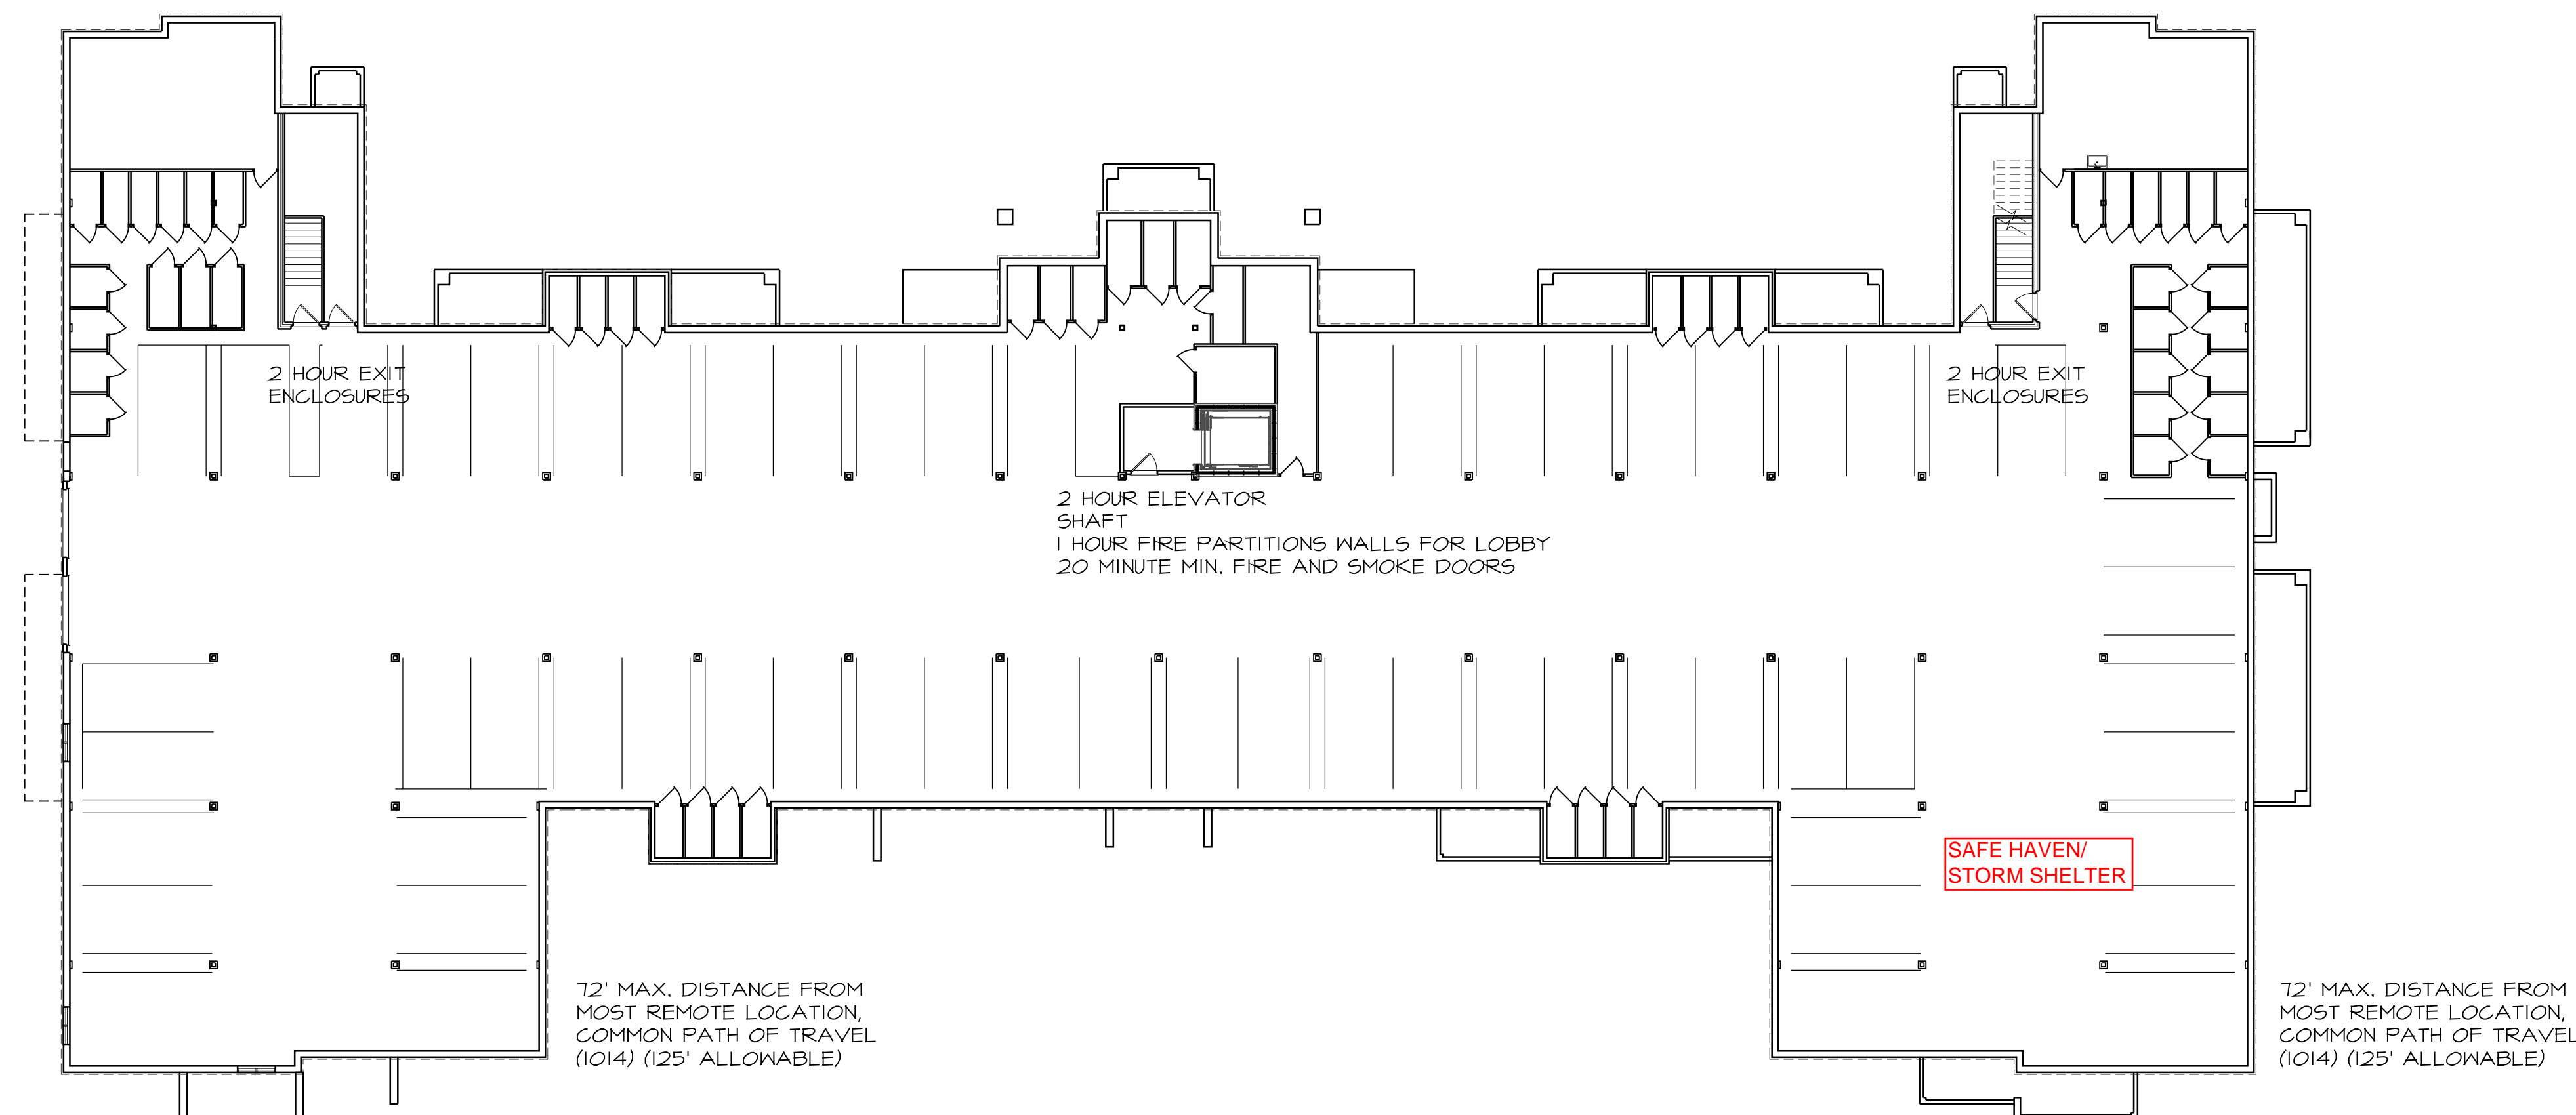 2 HOUR EXIT
ENCLOSURES
2 HOUR EXIT
ENCLOSURES
2 HOUR ELEVATOR
SHAFT
1 HOUR FIRE PARTITIONS WALLS FOR LOBBY
20 MINUTE MIN. FIRE AND SMOKE DOORS
SAFE HAVEN/
STORM SHELTER
72' MAX. DISTANCE FROM
MOST REMOTE LOCATION,
COMMON PATH OF TRAVEL
(1014) (125' ALLOWABLE)
72' MAX. DISTANCE FROM
MOST REMOTE LOCATION,
COMMON PATH OF TRAVEL
(1014) (125' ALLOWABLE)